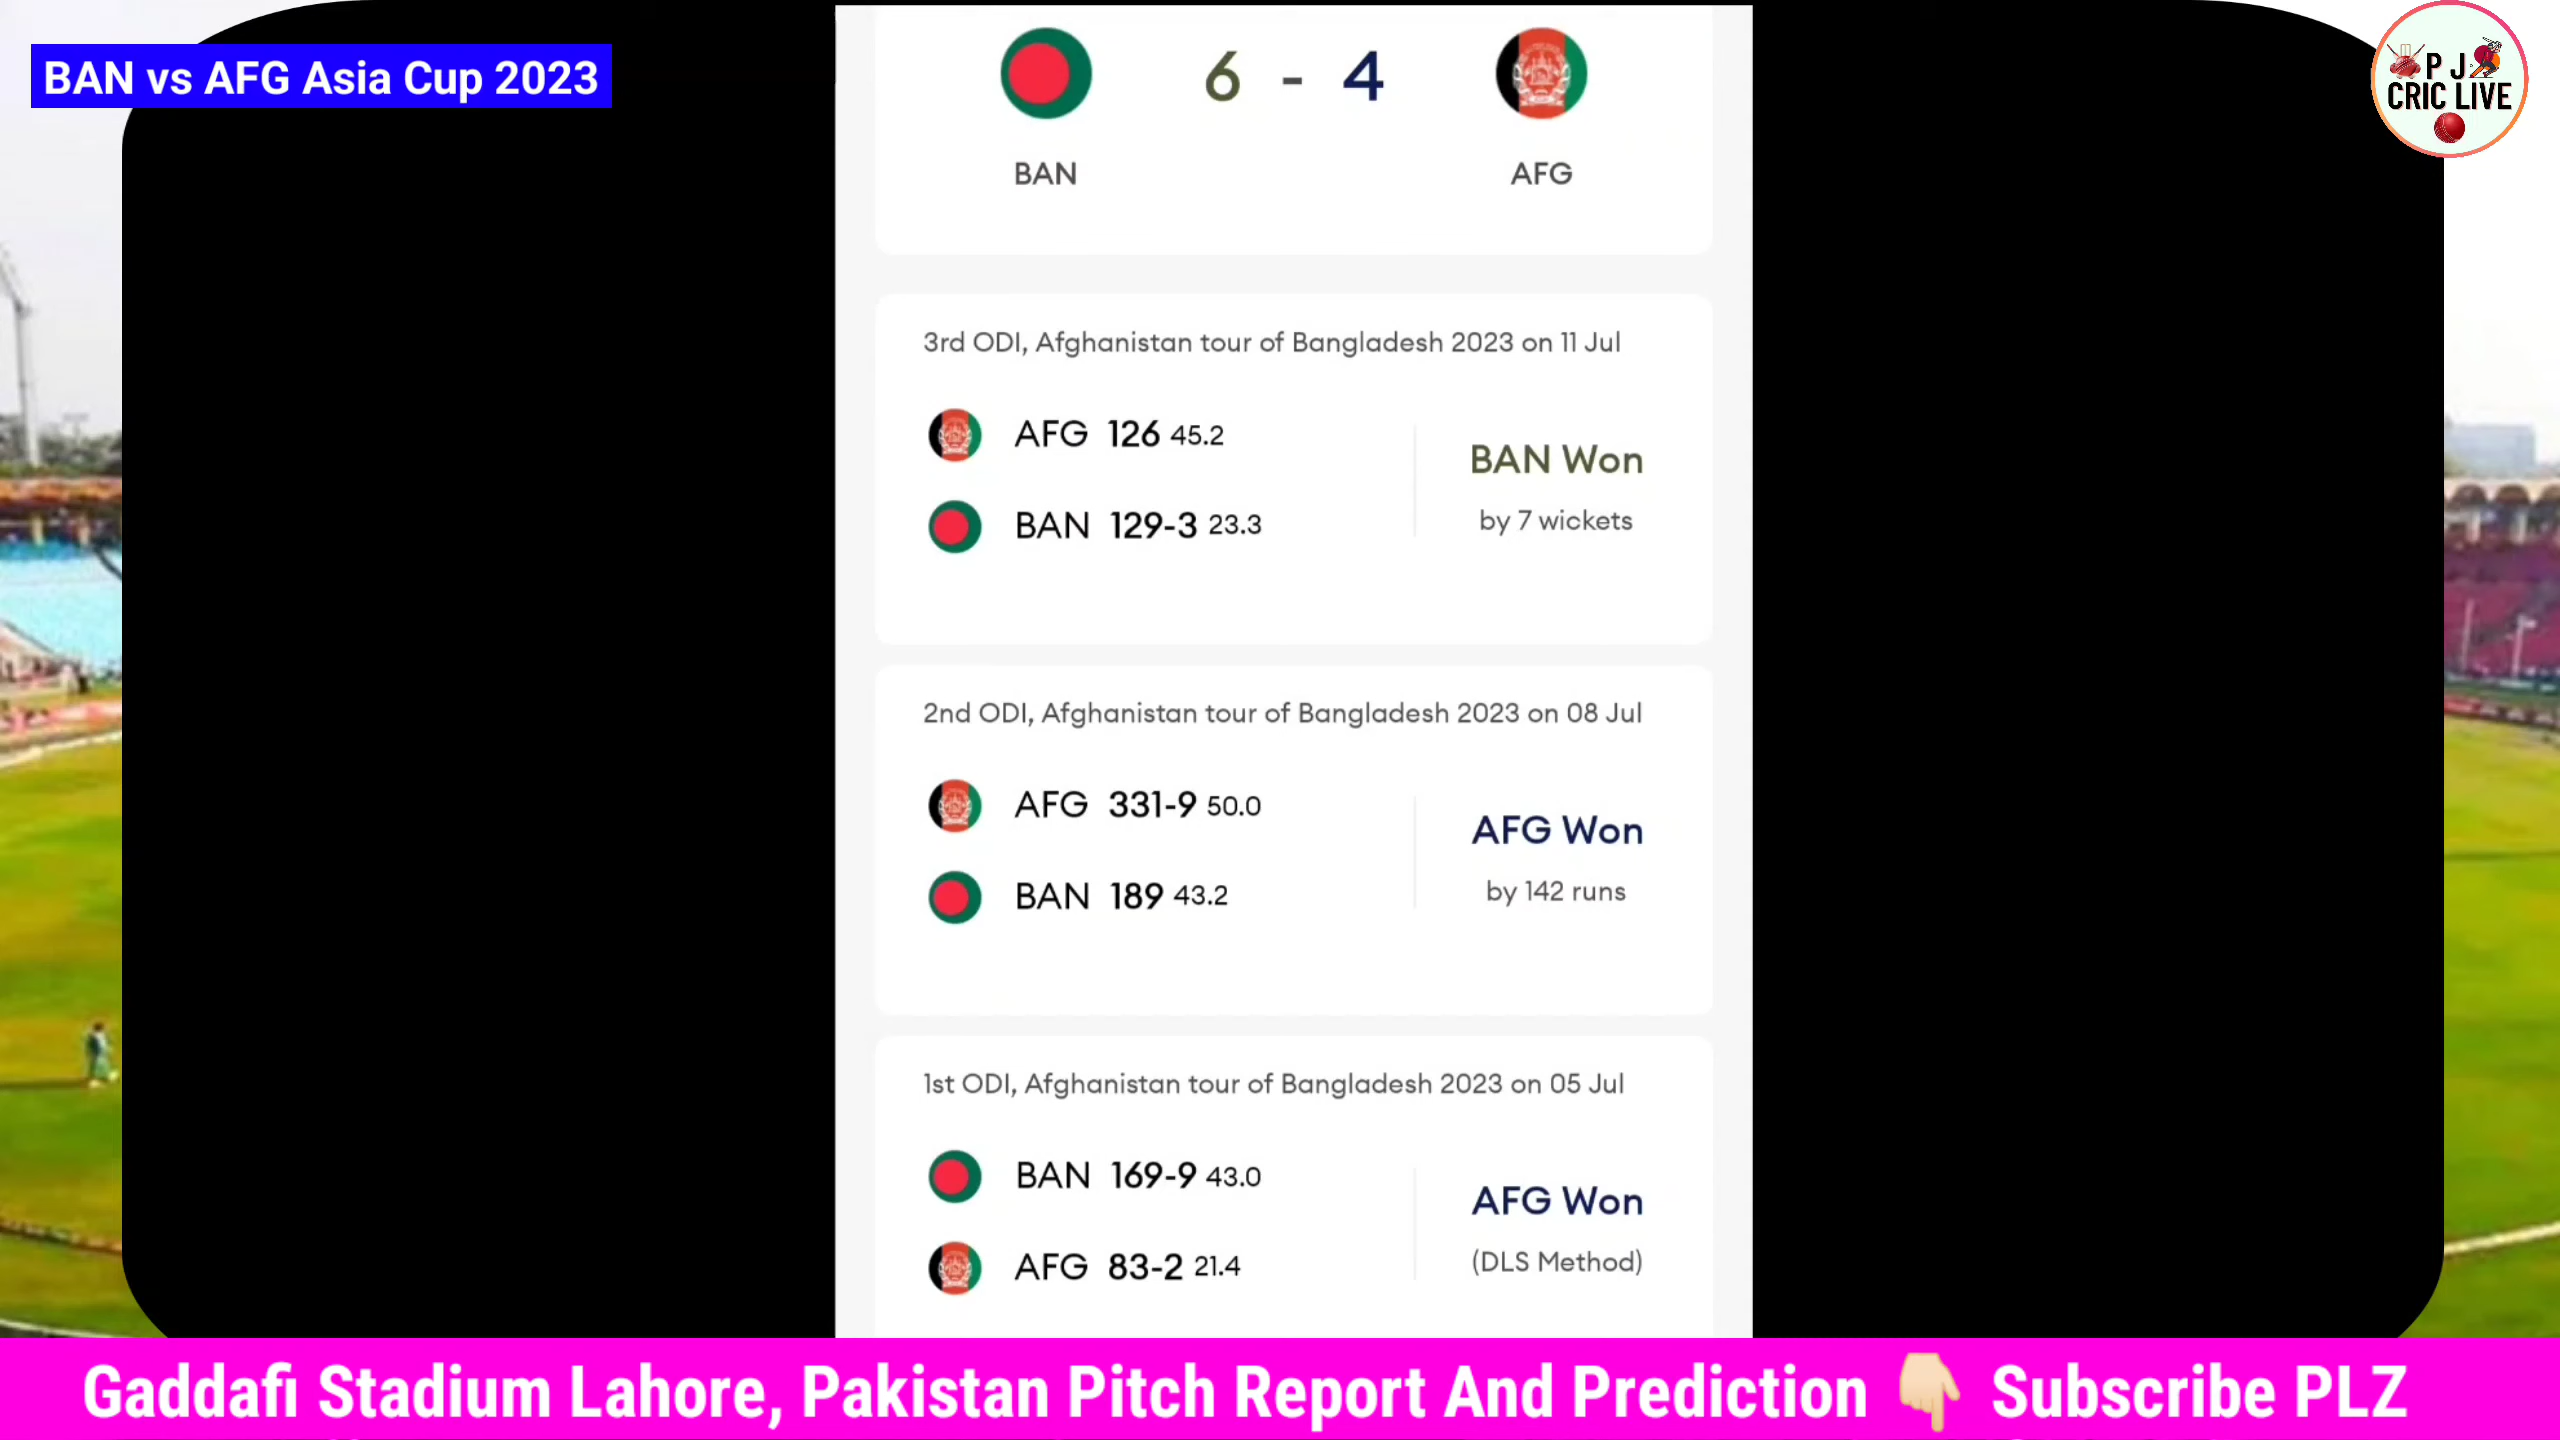 BAN vs AFG Asia Cup 2023
P J
CRIC LIVE
6 - 4
BAN AFG
3rd ODI, Afghanistan tour of Bangladesh 2023 on 11 Jul
AFG 126 45.2
BAN 129-3 23.3
BAN Won
by 7 wickets
2nd ODI, Afghanistan tour of Bangladesh 2023 on 08 Jul
AFG 331-9 50.0
BAN 189 43.2
AFG Won
by 142 runs
1st ODI, Afghanistan tour of Bangladesh 2023 on 05 Jul
BAN 169-9 43.0
AFG 83-2 21.4
AFG Won
(DLS Method)
Gaddafi Stadium Lahore, Pakistan Pitch Report And Prediction 👇🏻 Subscribe PLZ